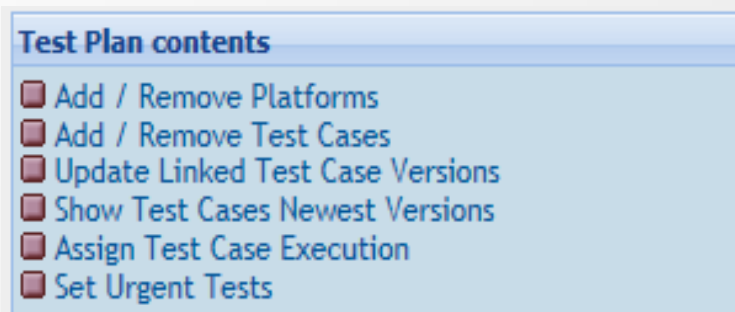 Test Plan contents
Add / Remove Platforms
Add / Remove Test Cases
Update Linked Test Case Versions
Show Test Cases Newest Versions
Assign Test Case Execution
Set Urgent Tests